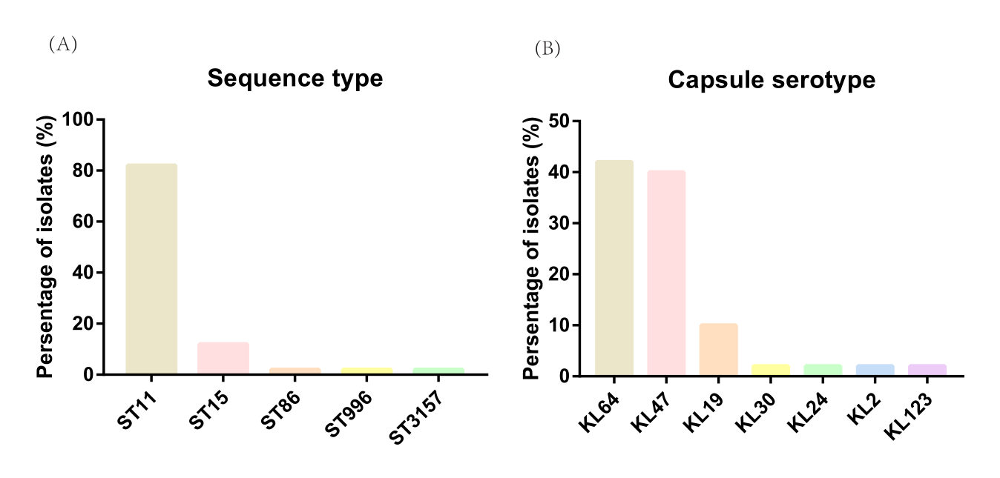 (A)
Sequence type
Persentage of isolates (%)
100
80
60
40
20
0
ST11
ST15
ST86
ST996
ST3157
(B)
Capsule serotype
Persentage of isolates (%)
50
40
30
20
10
0
KL64
KL47
KL19
KL30
KL24
KL2
KL123